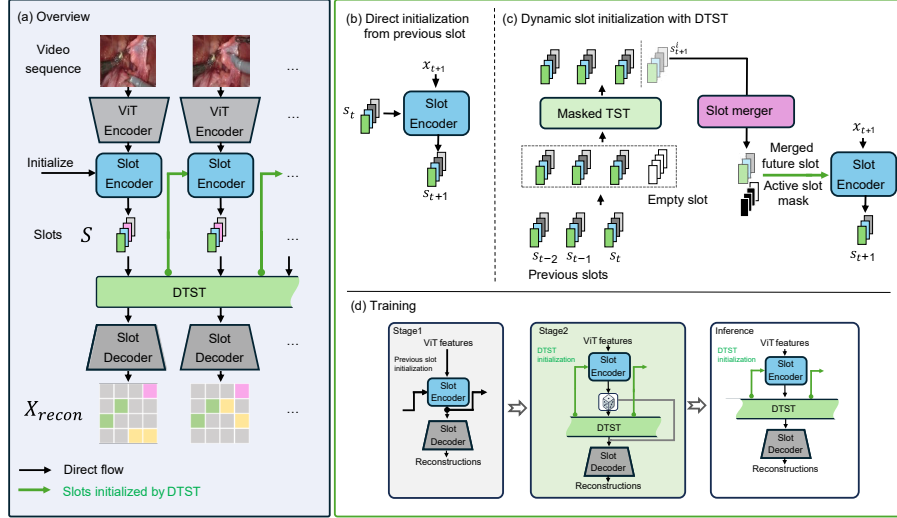 (a) Overview
Video
sequence
...
ViT
Encoder
ViT
Encoder
...
Initialize
Slot
Encoder
Slot
Encoder
...
Slots
S
...
DTST
Slot
Decoder
Slot
Decoder
...
X_recon
...
Direct flow
Slots initialized by DTST
(b) Direct initialization
from previous slot
x_{t+1}
s_t
Slot
Encoder
s_{t+1}
(c) Dynamic slot initialization with DTST
s^i_{t+1}
Masked TST
Slot merger
Empty slot
s_{t-2} s_{t-1} s_t
Previous slots
Merged
future slot
Active slot
mask
x_{t+1}
Slot
Encoder
s_{t+1}
(d) Training
Stage1
ViT features
Previous slot
initialization
Slot
Encoder
Slot
Decoder
Reconstructions
Stage2
ViT features
DTST
initialization
Slot
Encoder
DTST
Slot
Decoder
Reconstructions
Inference
ViT features
DTST
initialization
Slot
Encoder
DTST
Slot
Decoder
Reconstructions